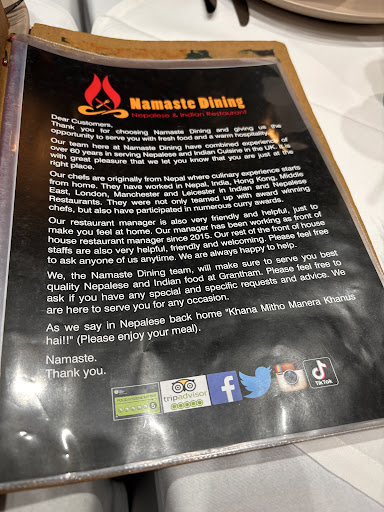 Namaste Dining
Nepalese & Indian Restaurant
Dear Customers,
Thank you for choosing Namaste Dining and giving us the
opportunity to serve you with fresh food and a warm hospitality.
Our team here at Namaste Dining have combined experience of
over 60 years in serving Nepalese and Indian Cuisine in the UK. It is
with great pleasure that we let you know that you are just at the
right place.
Our chefs are originally from Nepal where culinary experience starts
from home. They have worked in Nepal, India, Hong Kong, Middle
East, London, Manchester and Leicester in Indian and Nepalese
Restaurants. They were not only teamed up with award winning
chefs, but also have participated in numerous curry awards.
Our restaurant manager is also very friendly and helpful, just to
make you feel at home. Our manager has been working as front of
house restaurant manager since 2015. Our rest of the front of house
staffs are also very helpful, friendly and welcoming. Please feel free
to ask anyone of us anytime. We are always happy to help.
We, the Namaste Dining team, will make sure to serve you best
quality Nepalese and Indian food at Grantham. Please feel free to
ask if you have any special and specific requests and advice. We
are here to serve you for any occasion.
As we say in Nepalese back home "Khana Mitho Manera Khanus
hai!!" (Please enjoy your meal).
Namaste.
Thank you.
tripadvisor
TikTok